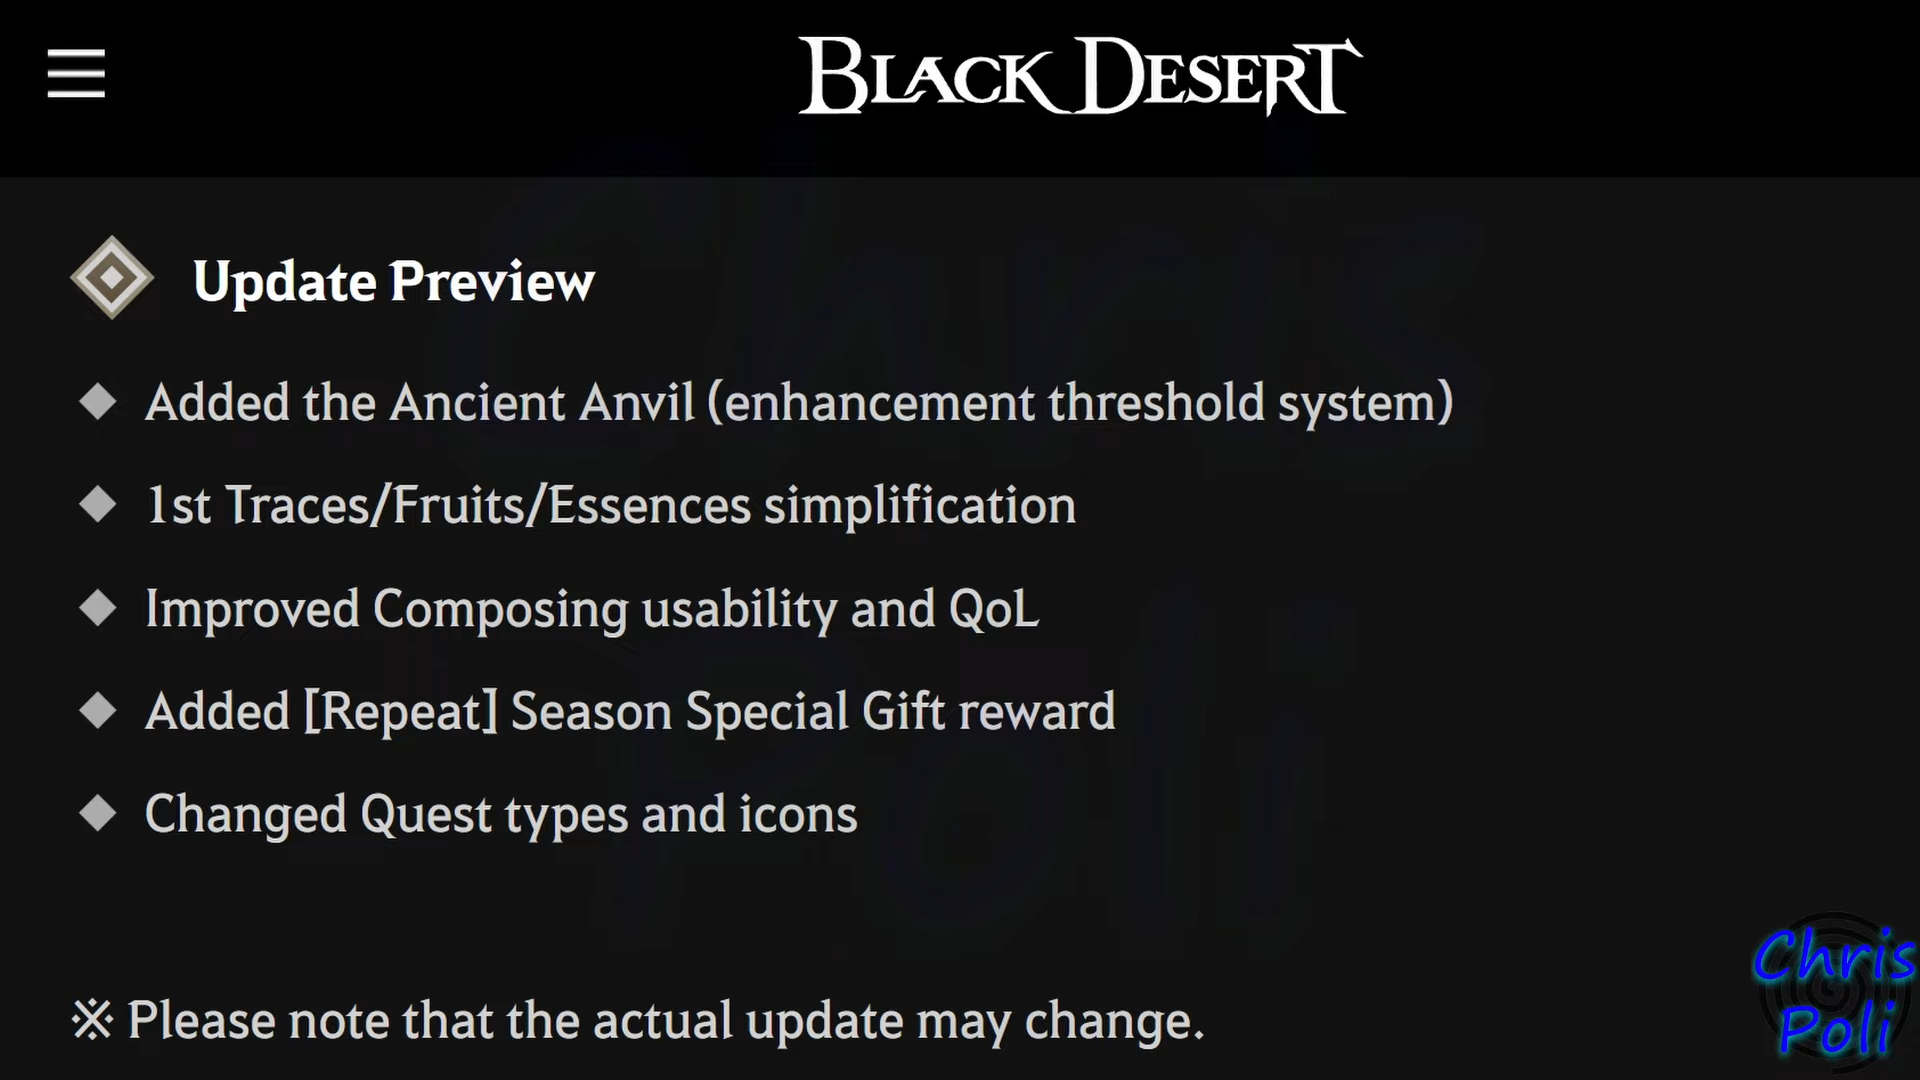 BLACK DESERT
Update Preview
Added the Ancient Anvil (enhancement threshold system)
1st Traces/Fruits/Essences simplification
Improved Composing usability and QoL
Added [Repeat] Season Special Gift reward
Changed Quest types and icons
※ Please note that the actual update may change.
Chris
Poli